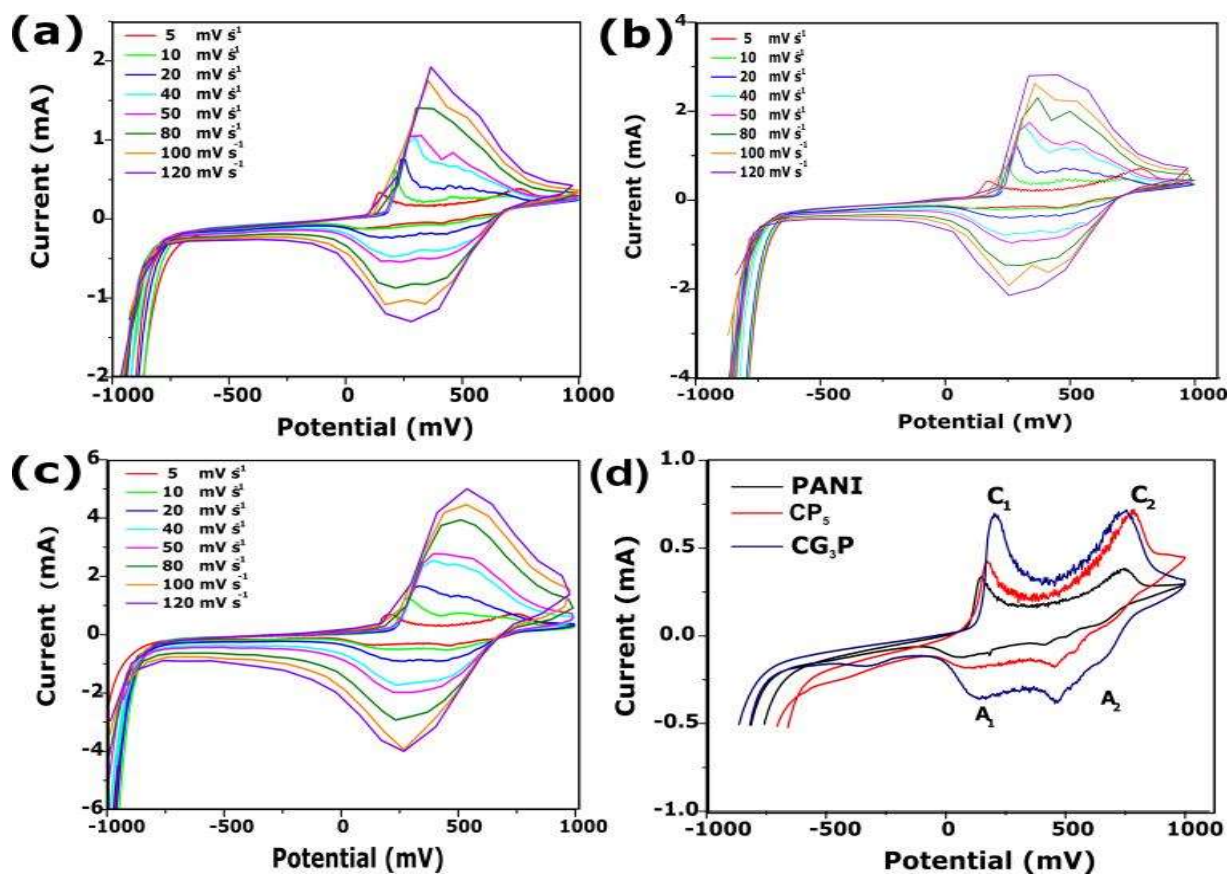 (a)
5 mV s⁻¹
10 mV s⁻¹
20 mV s⁻¹
40 mV s⁻¹
50 mV s⁻¹
80 mV s⁻¹
100 mV s⁻¹
120 mV s⁻¹
2
1
0
-1
-2
Current (mA)
-1000 -500 0 500 1000
Potential (mV)
(b)
5 mV s⁻¹
10 mV s⁻¹
20 mV s⁻¹
40 mV s⁻¹
50 mV s⁻¹
80 mV s⁻¹
100 mV s⁻¹
120 mV s⁻¹
4
2
0
-2
-4
Current (mA)
-1000 -500 0 500 1000
Potential (mV)
(c)
5 mV s⁻¹
10 mV s⁻¹
20 mV s⁻¹
40 mV s⁻¹
50 mV s⁻¹
80 mV s⁻¹
100 mV s⁻¹
120 mV s⁻¹
6
4
2
0
-2
-4
-6
Current (mA)
-1000 -500 0 500 1000
Potential (mV)
(d)
PANI
CP₅
CG₃P
C₁
C₂
A₁
A₂
1.0
0.5
0.0
-0.5
-1.0
Current (mA)
-1000 -500 0 500 1000
Potential (mV)